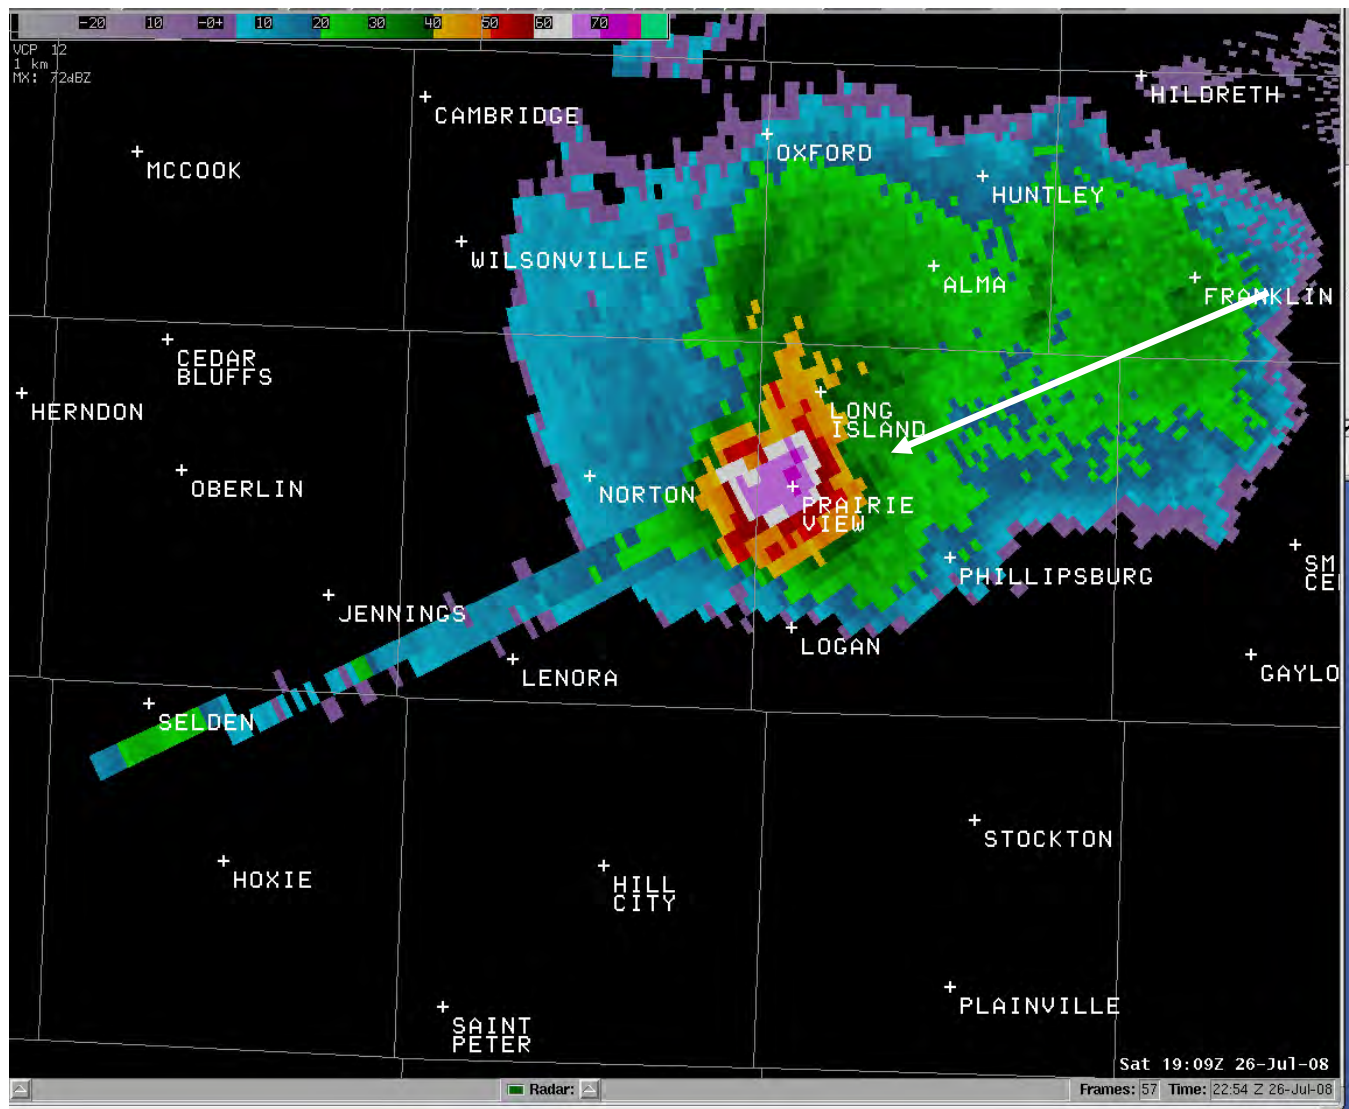 -20 10 -0+ 10 20 30 40 50 60 70
VCP 12
1 km
MX: 72dBZ
HILDRETH
CAMBRIDGE
OXFORD
MCCOOK
HUNTLEY
WILSONVILLE
ALMA
FRANKLIN
CEDAR
BLUFFS
HERNDON
LONG
ISLAND
OBERLIN
NORTON
PRAIRIE
VIEW
PHILLIPSBURG
SM
CE
JENNINGS
LOGAN
LENORA
GAYLO
SELDEN
STOCKTON
HOXIE
HILL
CITY
PLAINVILLE
SAINT
PETER
Sat 19:09Z 26-Jul-08
Radar: Frames: 57 Time: 22:54 Z 26-Jul-08